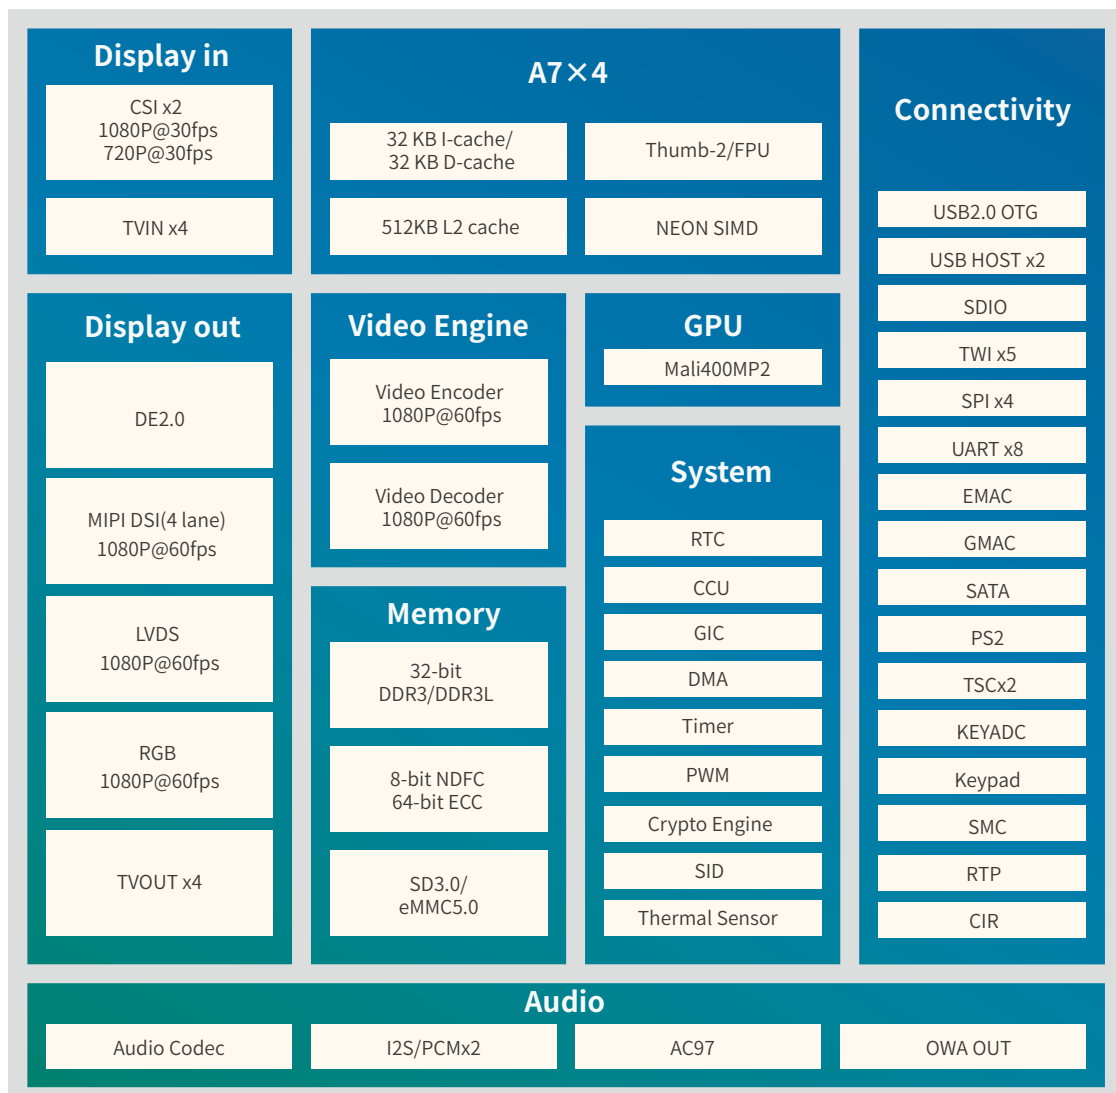 Display in
CSI x2
1080P@30fps
720P@30fps
TVIN x4
A7×4
32 KB I-cache/
32 KB D-cache
Thumb-2/FPU
512KB L2 cache
NEON SIMD
Connectivity
USB2.0 OTG
USB HOST x2
SDIO
TWI x5
SPI x4
UART x8
EMAC
GMAC
SATA
PS2
TSCx2
KEYADC
Keypad
SMC
RTP
CIR
Display out
DE2.0
MIPI DSI(4 lane)
1080P@60fps
LVDS
1080P@60fps
RGB
1080P@60fps
TVOUT x4
Video Engine
Video Encoder
1080P@60fps
Video Decoder
1080P@60fps
GPU
Mali400MP2
Memory
32-bit
DDR3/DDR3L
8-bit NDFC
64-bit ECC
SD3.0/
eMMC5.0
System
RTC
CCU
GIC
DMA
Timer
PWM
Crypto Engine
SID
Thermal Sensor
Audio
Audio Codec
I2S/PCMx2
AC97
OWA OUT